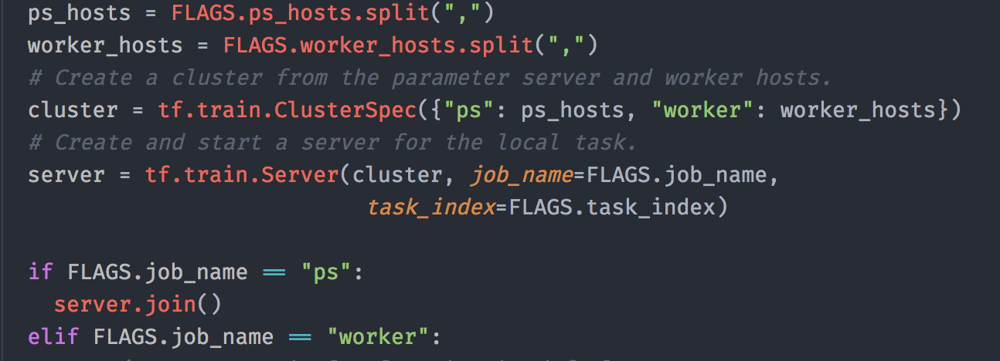 ps_hosts = FLAGS.ps_hosts.split(",")
worker_hosts = FLAGS.worker_hosts.split(",")
# Create a cluster from the parameter server and worker hosts.
cluster = tf.train.ClusterSpec({"ps": ps_hosts, "worker": worker_hosts})
# Create and start a server for the local task.
server = tf.train.Server(cluster, job_name=FLAGS.job_name,
task_index=FLAGS.task_index)
if FLAGS.job_name == "ps":
server.join()
elif FLAGS.job_name == "worker":